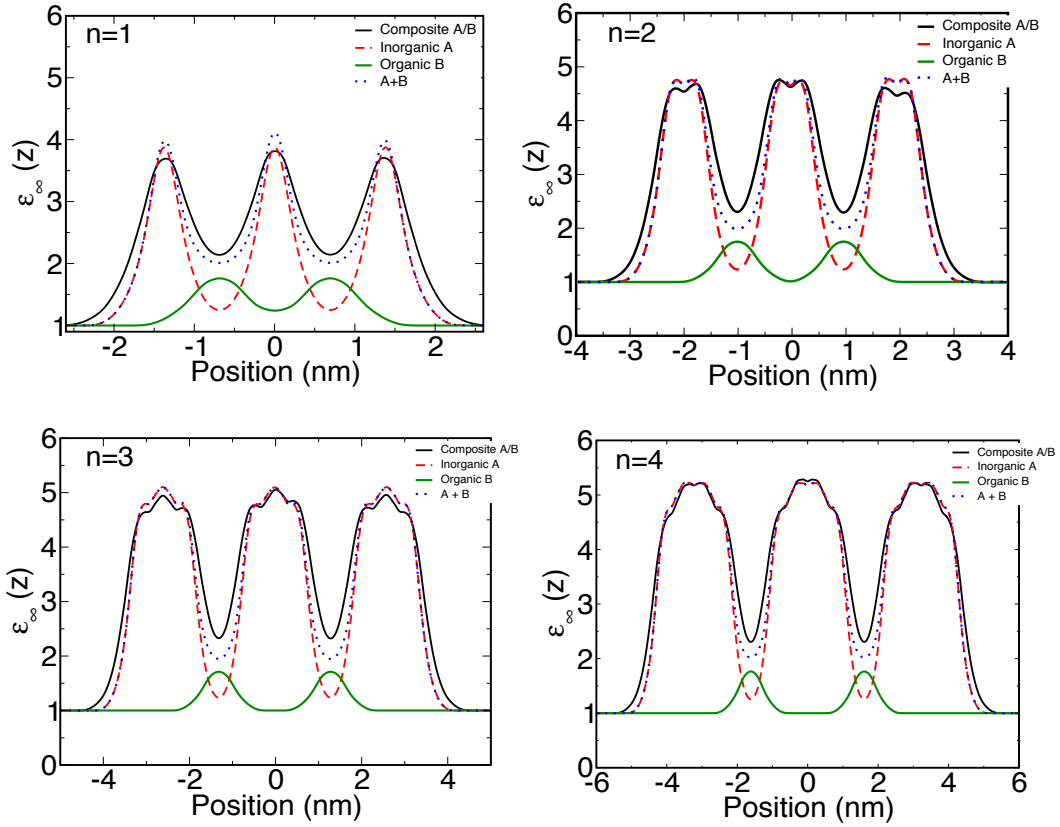 n=1
Composite A/B
Inorganic A
Organic B
A+B
6
5
4
3
2
1
ε∞ (z)
-2
-1
0
1
2
Position (nm)
n=2
Composite A/B
Inorganic A
Organic B
A+B
6
5
4
3
2
1
0
ε∞ (z)
-4
-3
-2
-1
0
1
2
3
4
Position (nm)
n=3
Composite A/B
Inorganic A
Organic B
A + B
6
5
4
3
2
1
0
ε∞ (z)
-4
-2
0
2
4
Position (nm)
n=4
Composite A/B
Inorganic A
Organic B
A + B
6
5
4
3
2
1
0
ε∞ (z)
-6
-4
-2
0
2
4
6
Position (nm)